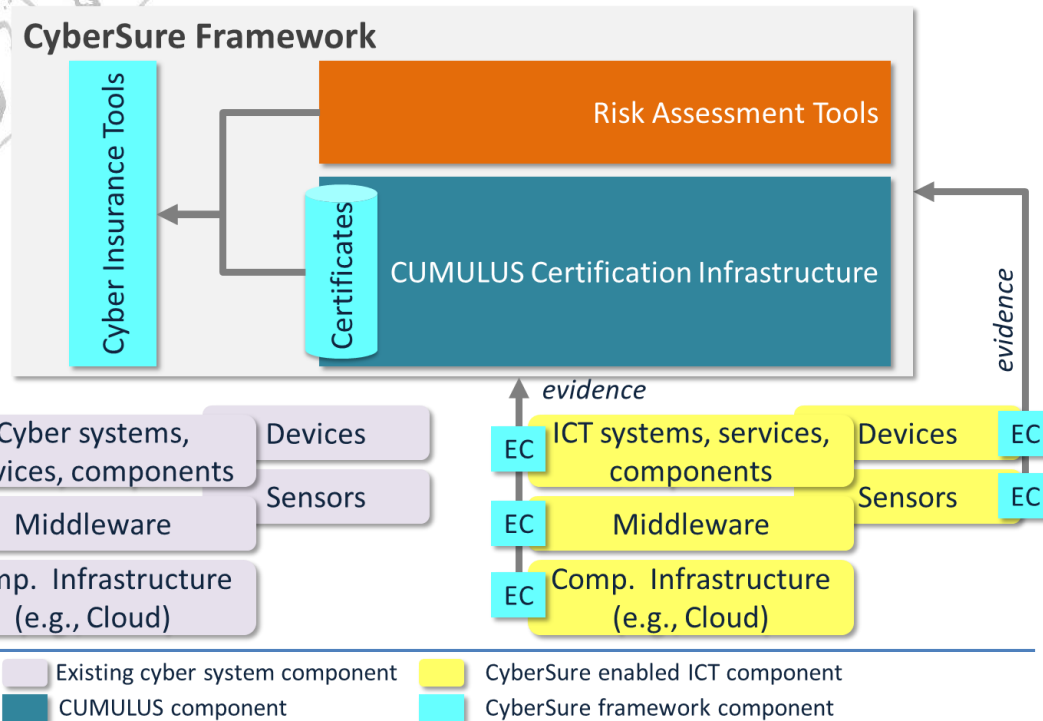 CyberSure Framework
Cyber Insurance Tools
Risk Assessment Tools
Certificates
CUMULUS Certification Infrastructure
evidence
evidence
Cyber systems,
components
Devices
Sensors
Middleware
Infrastructure
(e.g., Cloud)
EC
ICT systems, services,
components
Devices
EC
Sensors
EC
EC
Middleware
EC
Comp. Infrastructure
(e.g., Cloud)
Existing cyber system component
CyberSure enabled ICT component
CUMULUS component
CyberSure framework component